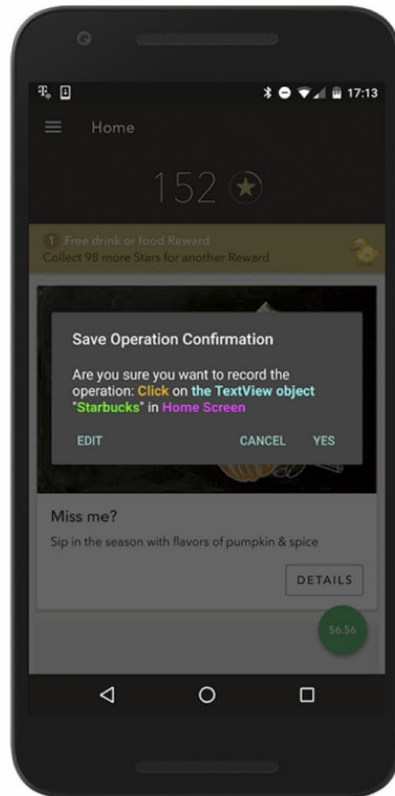 17:13
Home
152
1 Free drink or food Reward
Collect 98 more Stars for another Reward
Save Operation Confirmation
Are you sure you want to record the
operation: Click on the TextView object
"Starbucks" in Home Screen
EDIT CANCEL YES
Miss me?
Sip in the season with flavors of pumpkin & spice
DETAILS
$6.56